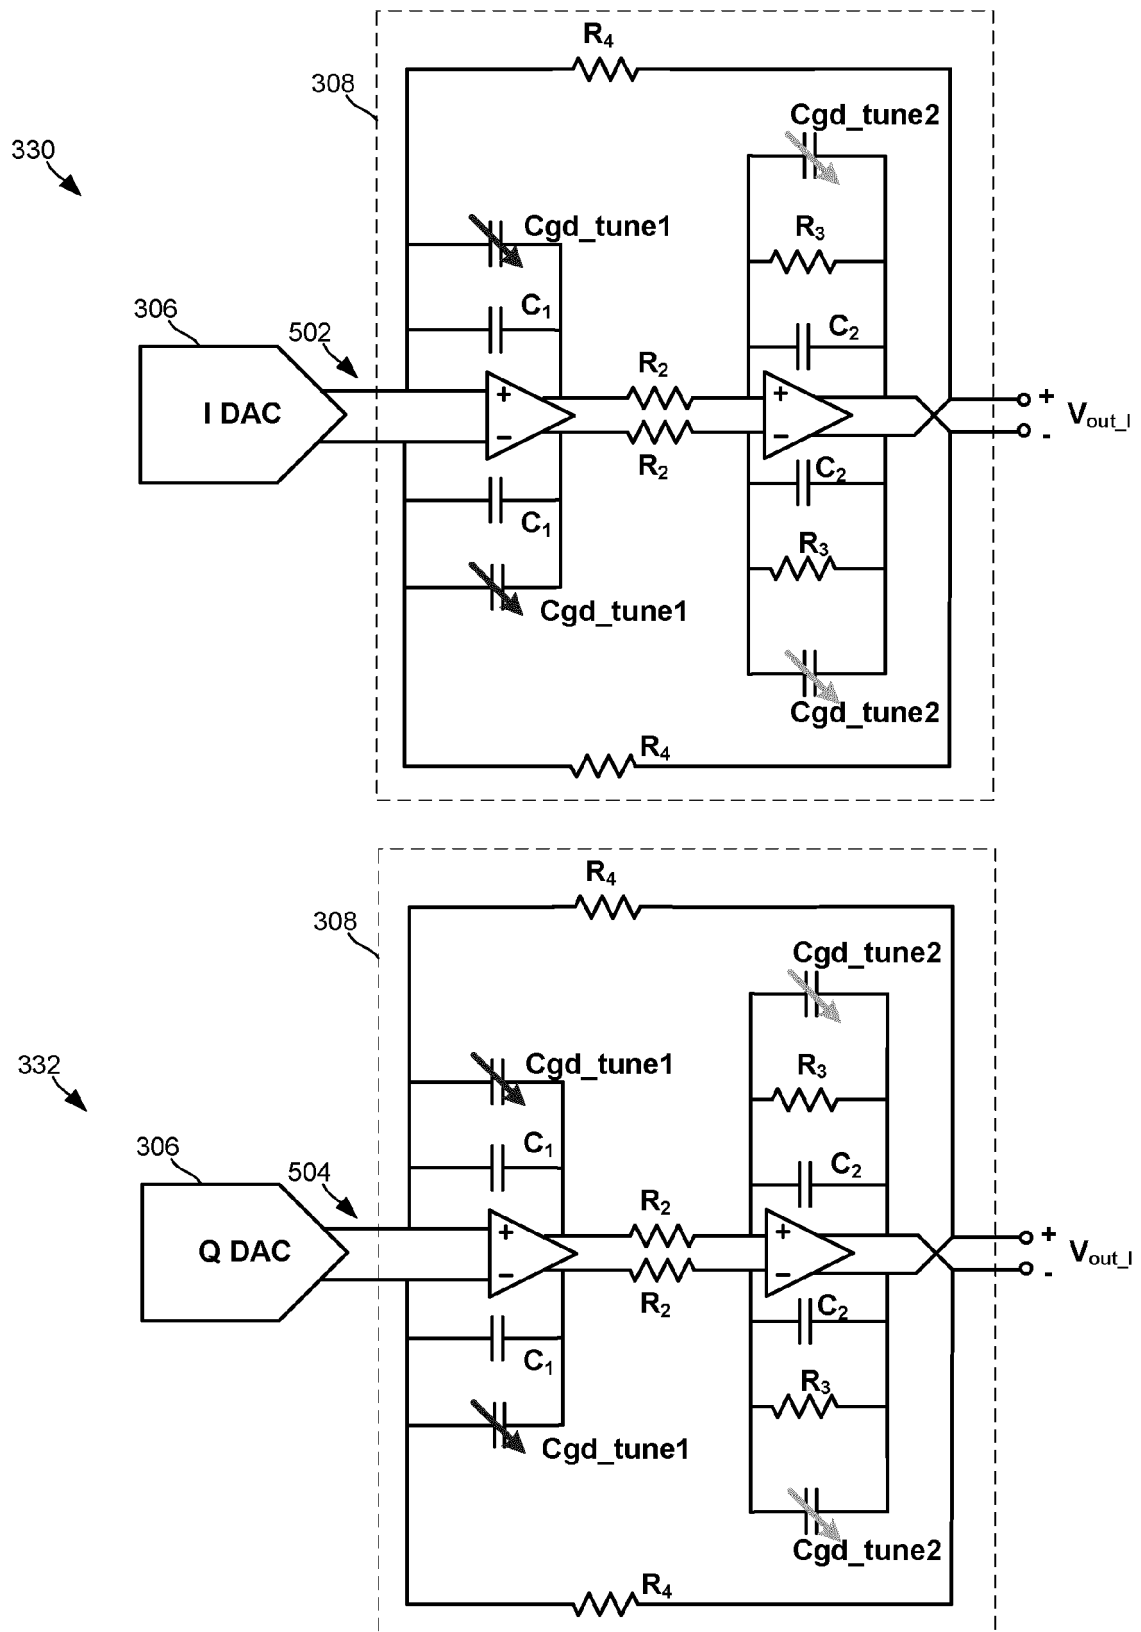 R4
308
Cgd_tune2
330
Cgd_tune1
R3
306
502
C1
C2
R2
+
+
+
I DAC
Vout_I
−
−
-
R2
C2
C1
R3
Cgd_tune1
Cgd_tune2
R4
R4
308
Cgd_tune2
332
Cgd_tune1
R3
306
504
C1
C2
R2
+
+
+
Q DAC
Vout_I
−
−
-
R2
C2
C1
R3
Cgd_tune1
Cgd_tune2
R4